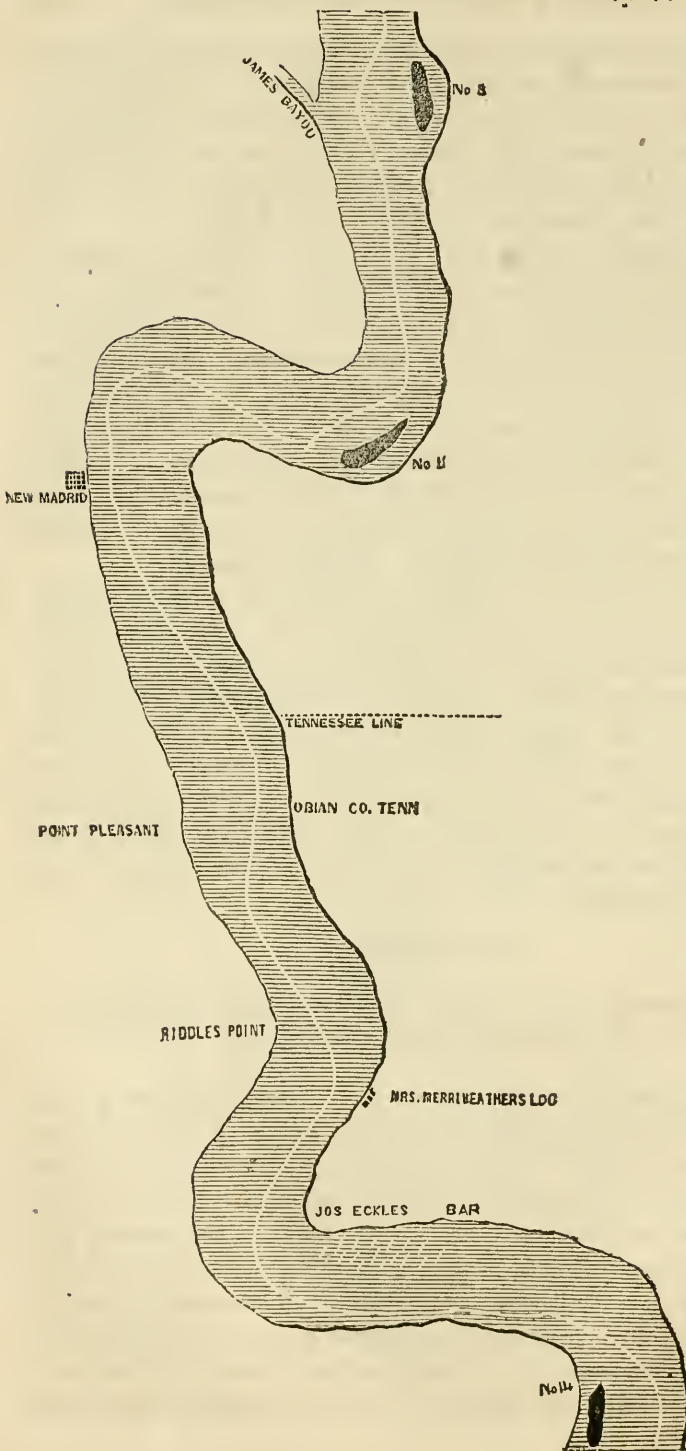 JAMES BAYOU
No 8
No 11
NEW MADRID
TENNESSEE LINE
OBIAN CO. TENN
POINT PLEASANT
RIDDLES POINT
MRS. MERRIWEATHERS LDG
JOS ECKLES BAR
No 14